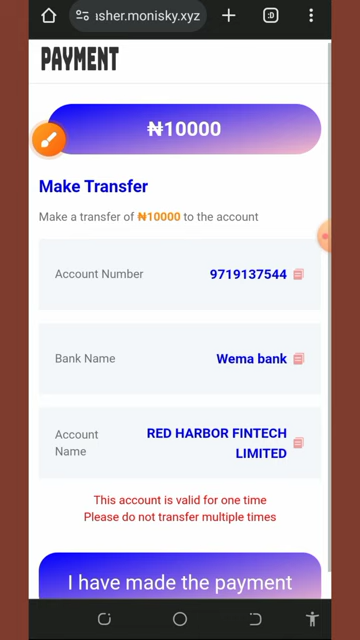 ısher.monisky.xyz
:D
PAYMENT
₦10000
Make Transfer
Make a transfer of ₦10000 to the account
Account Number 9719137544
Bank Name Wema bank
Account Name RED HARBOR FINTECH LIMITED
This account is valid for one time
Please do not transfer multiple times
I have made the payment